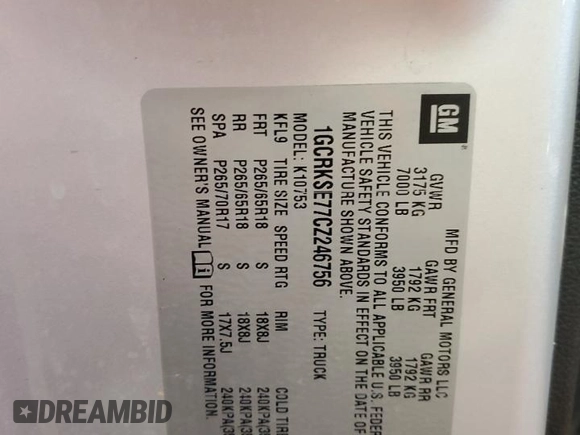 GM
MFD BY GENERAL MOTORS LLC
GVWR GAWR FRT GAWR RR
3175 KG 1792 KG 1792 KG
7000 LB 3950 LB 3950 LB
THIS VEHICLE CONFORMS TO ALL APPLICABLE U.S. FEDER
VEHICLE SAFETY STANDARDS IN EFFECT ON THE DATE OF
MANUFACTURE SHOWN ABOVE.
1GCRKSE77CZ246756 TYPE: TRUCK
MODEL: K10753
KFL9 TIRE SIZE SPEED RTG RIM COLD TIRE
FRT P265/65R18 S 18X8J 240KPA(3
RR P265/65R18 S 18X8J 240KPA(3
SPA P265/70R17 S 17X7.5J 240KPA(3
SEE OWNER'S MANUAL FOR MORE INFORMATION.
DREAMBID